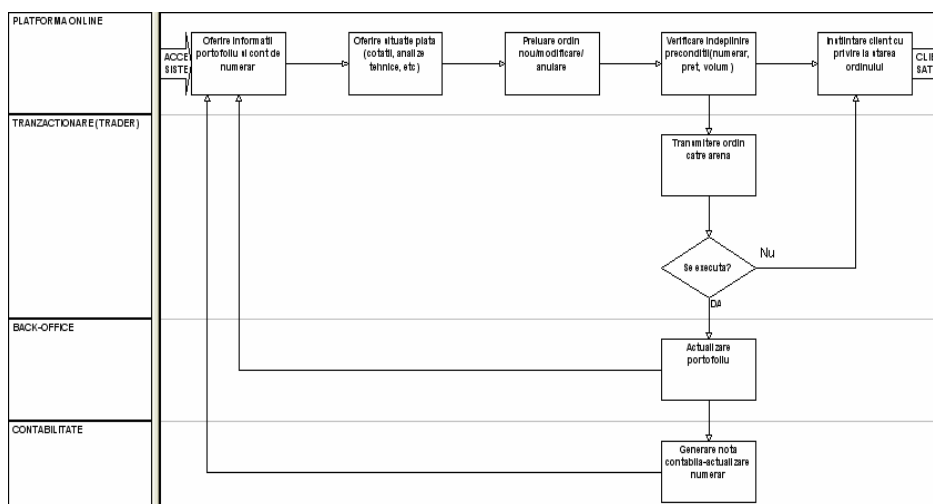 PLATFORMA ONLINE
ACCE
SISTE
Oferire informatii
portofoliu si cont de
numerar
Oferire situatie piata
(cotatii, analize
tehnice, etc)
Preluare ordin
nou/modificare/
anulare
Verificare indeplinire
preconditii(numerar,
pret, volum )
Instiintare client cu
privire la starea
ordinului
CLIE
SATI
TRANZACTIONARE (TRADER)
Transmitere ordin
catre arena
Se executa?
Nu
DA
BACK-OFFICE
Actualizare
portofoliu
CONTABILITATE
Generare nota
contabila-actualizare
numerar